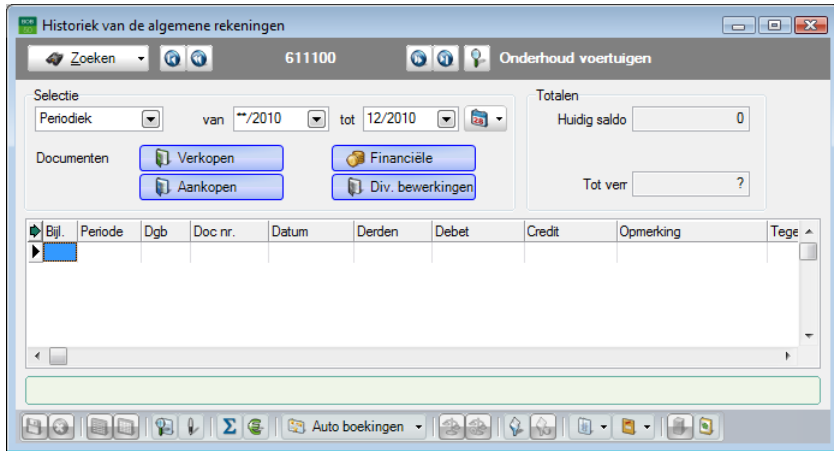 Historiek van de algemene rekeningen
Zoeken 611100 Onderhoud voertuigen
Selectie
Periodiek van **/2010 tot 12/2010
Documenten Verkopen Financiële
Aankopen Div. bewerkingen
Totalen
Huidig saldo 0
Tot verr ?
Bijl. Periode Dgb Doc nr. Datum Derden Debet Credit Opmerking Tege
Auto boekingen